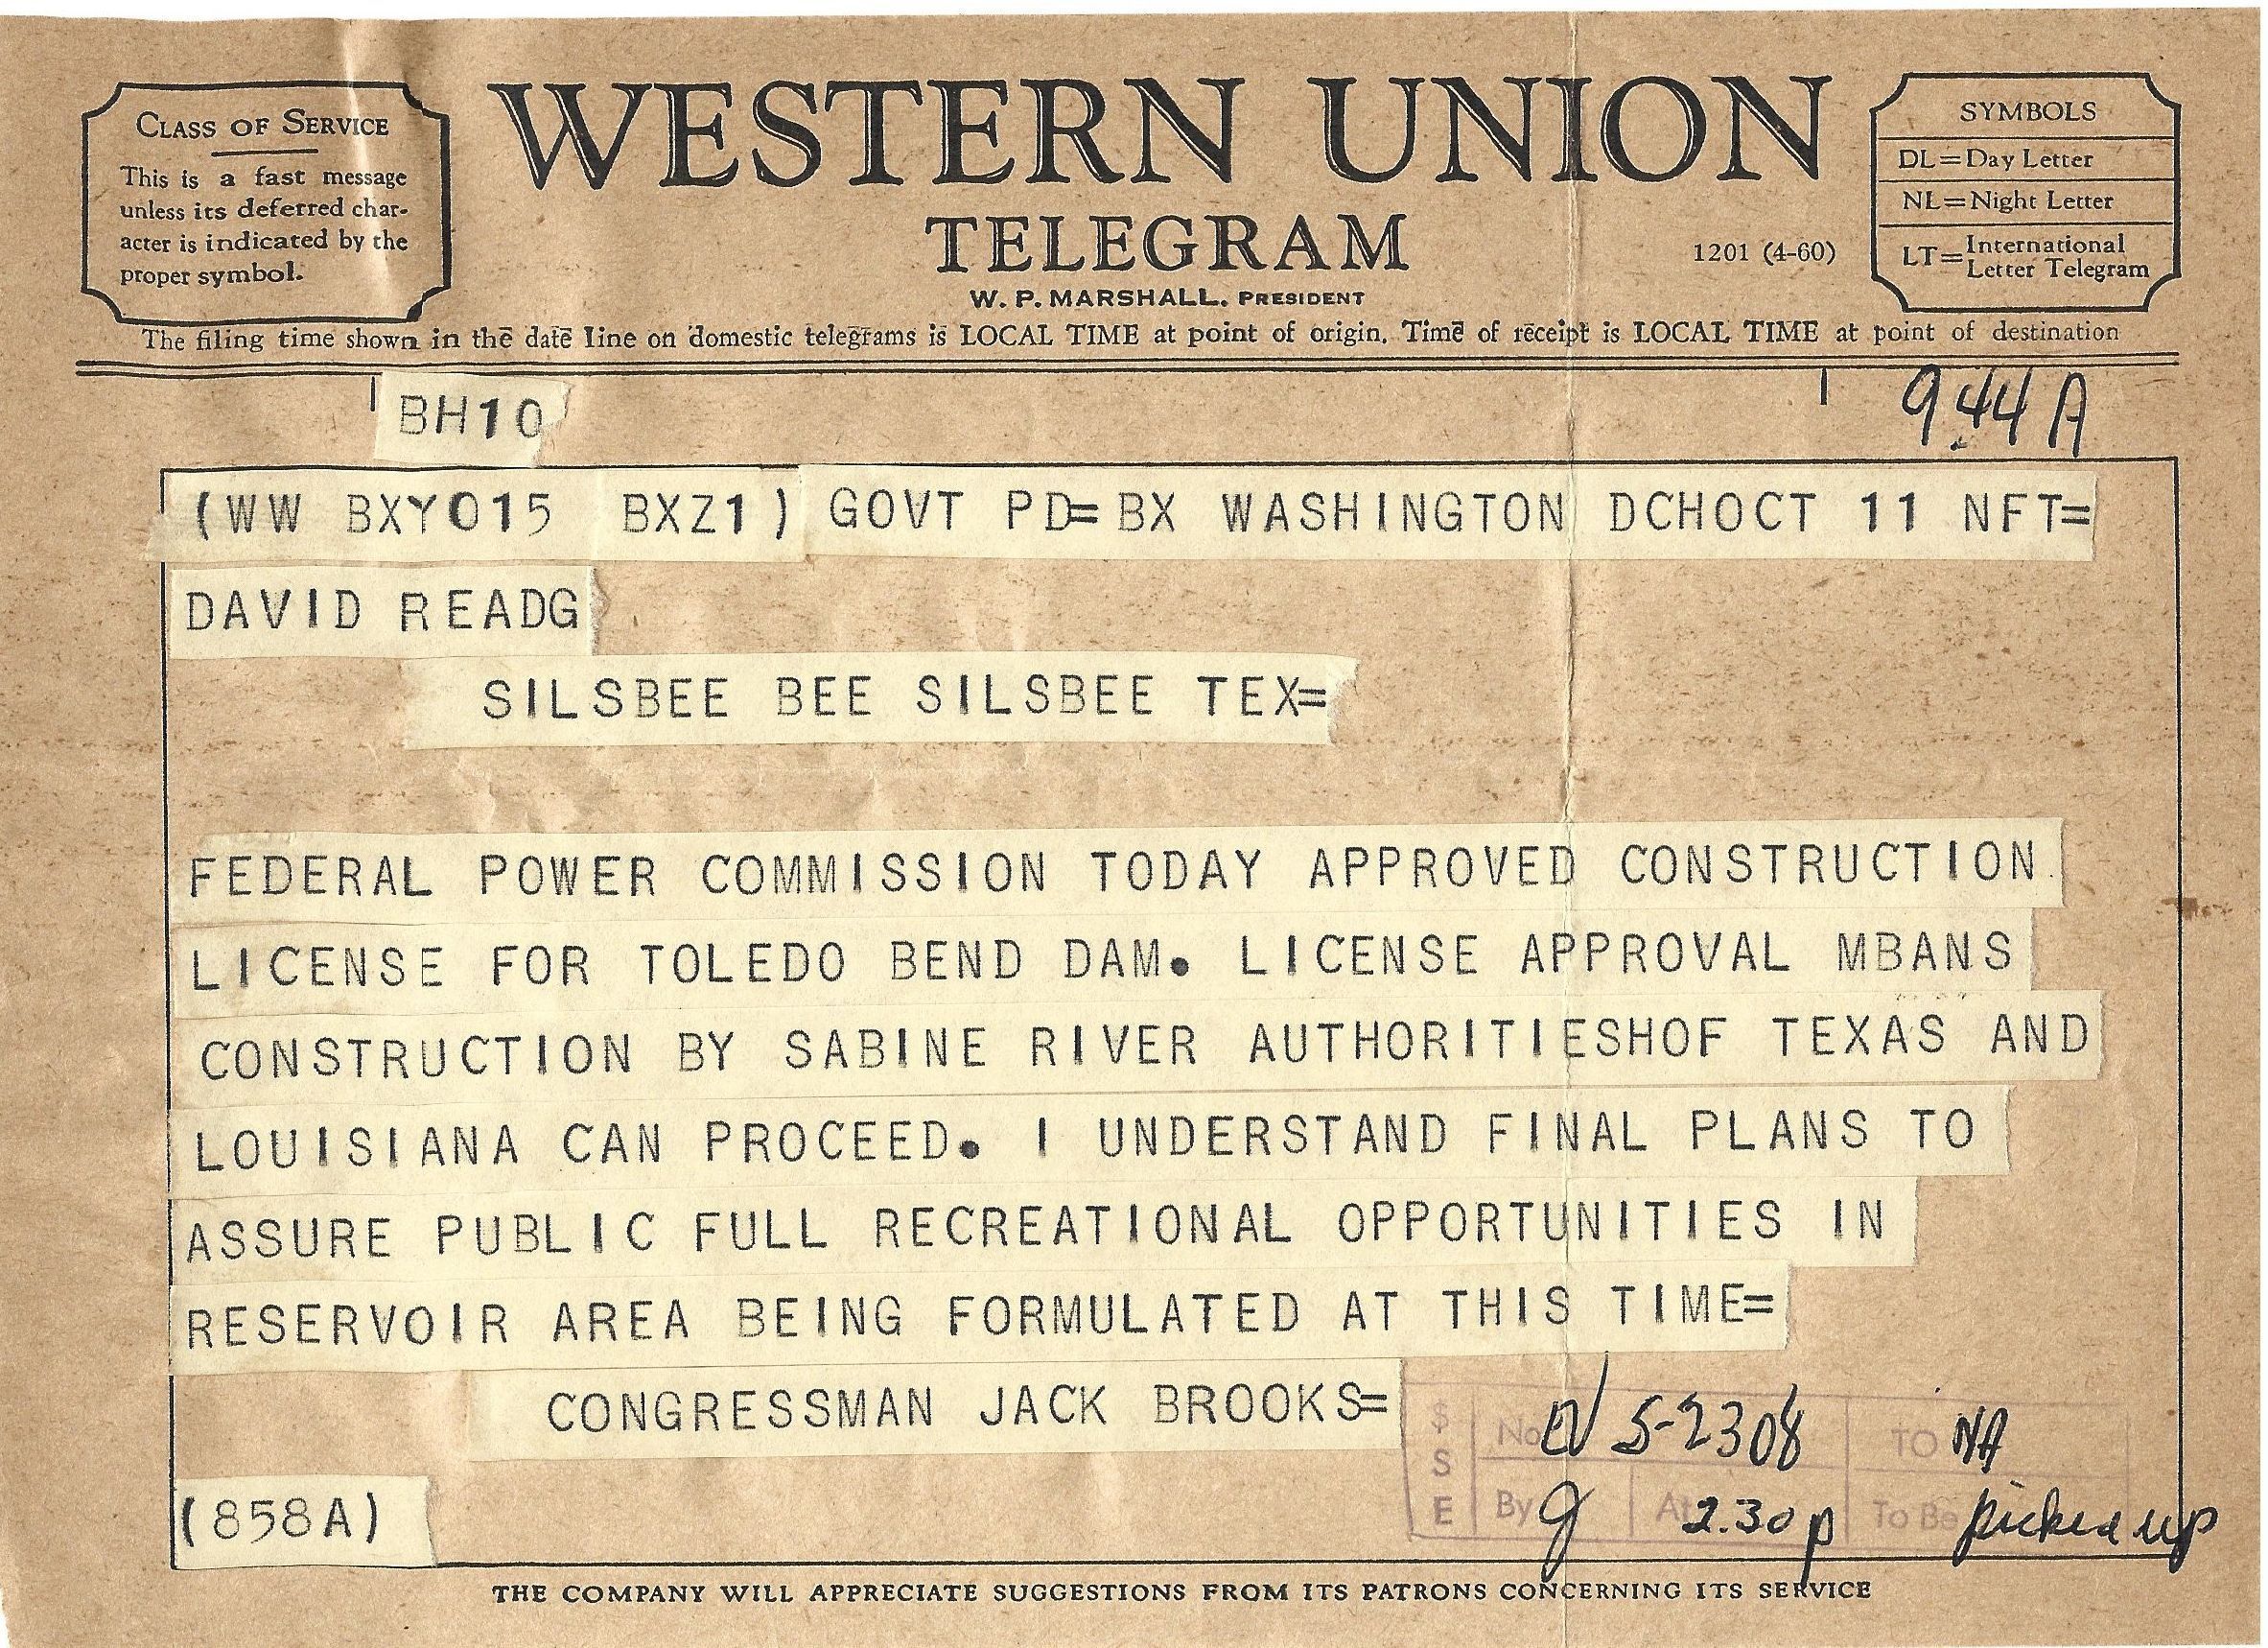 CLASS OF SERVICE
This is a fast message
unless its deferred char-
acter is indicated by the
proper symbol.
WESTERN UNION
TELEGRAM
W. P. MARSHALL, PRESIDENT
1201 (4-60)
SYMBOLS
DL=Day Letter
NL=Night Letter
LT=International Letter Telegram
The filing time shown in the date line on domestic telegrams is LOCAL TIME at point of origin. Time of receipt is LOCAL TIME at point of destination
BH10
9.44 A
(WW BXY015 BXZ1) GOVT PD=BX WASHINGTON DCHOCT 11 NFT=
DAVID READG
SILSBEE BEE SILSBEE TEX=
FEDERAL POWER COMMISSION TODAY APPROVED CONSTRUCTION
LICENSE FOR TOLEDO BEND DAM. LICENSE APPROVAL MBANS
CONSTRUCTION BY SABINE RIVER AUTHORITIESHOF TEXAS AND
LOUISIANA CAN PROCEED. I UNDERSTAND FINAL PLANS TO
ASSURE PUBLIC FULL RECREATIONAL OPPORTUNITIES IN
RESERVOIR AREA BEING FORMULATED AT THIS TIME=
CONGRESSMAN JACK BROOKS=
No 5-2308 TO NA
By At 2.30 p To Be picked up
(858A)
THE COMPANY WILL APPRECIATE SUGGESTIONS FROM ITS PATRONS CONCERNING ITS SERVICE